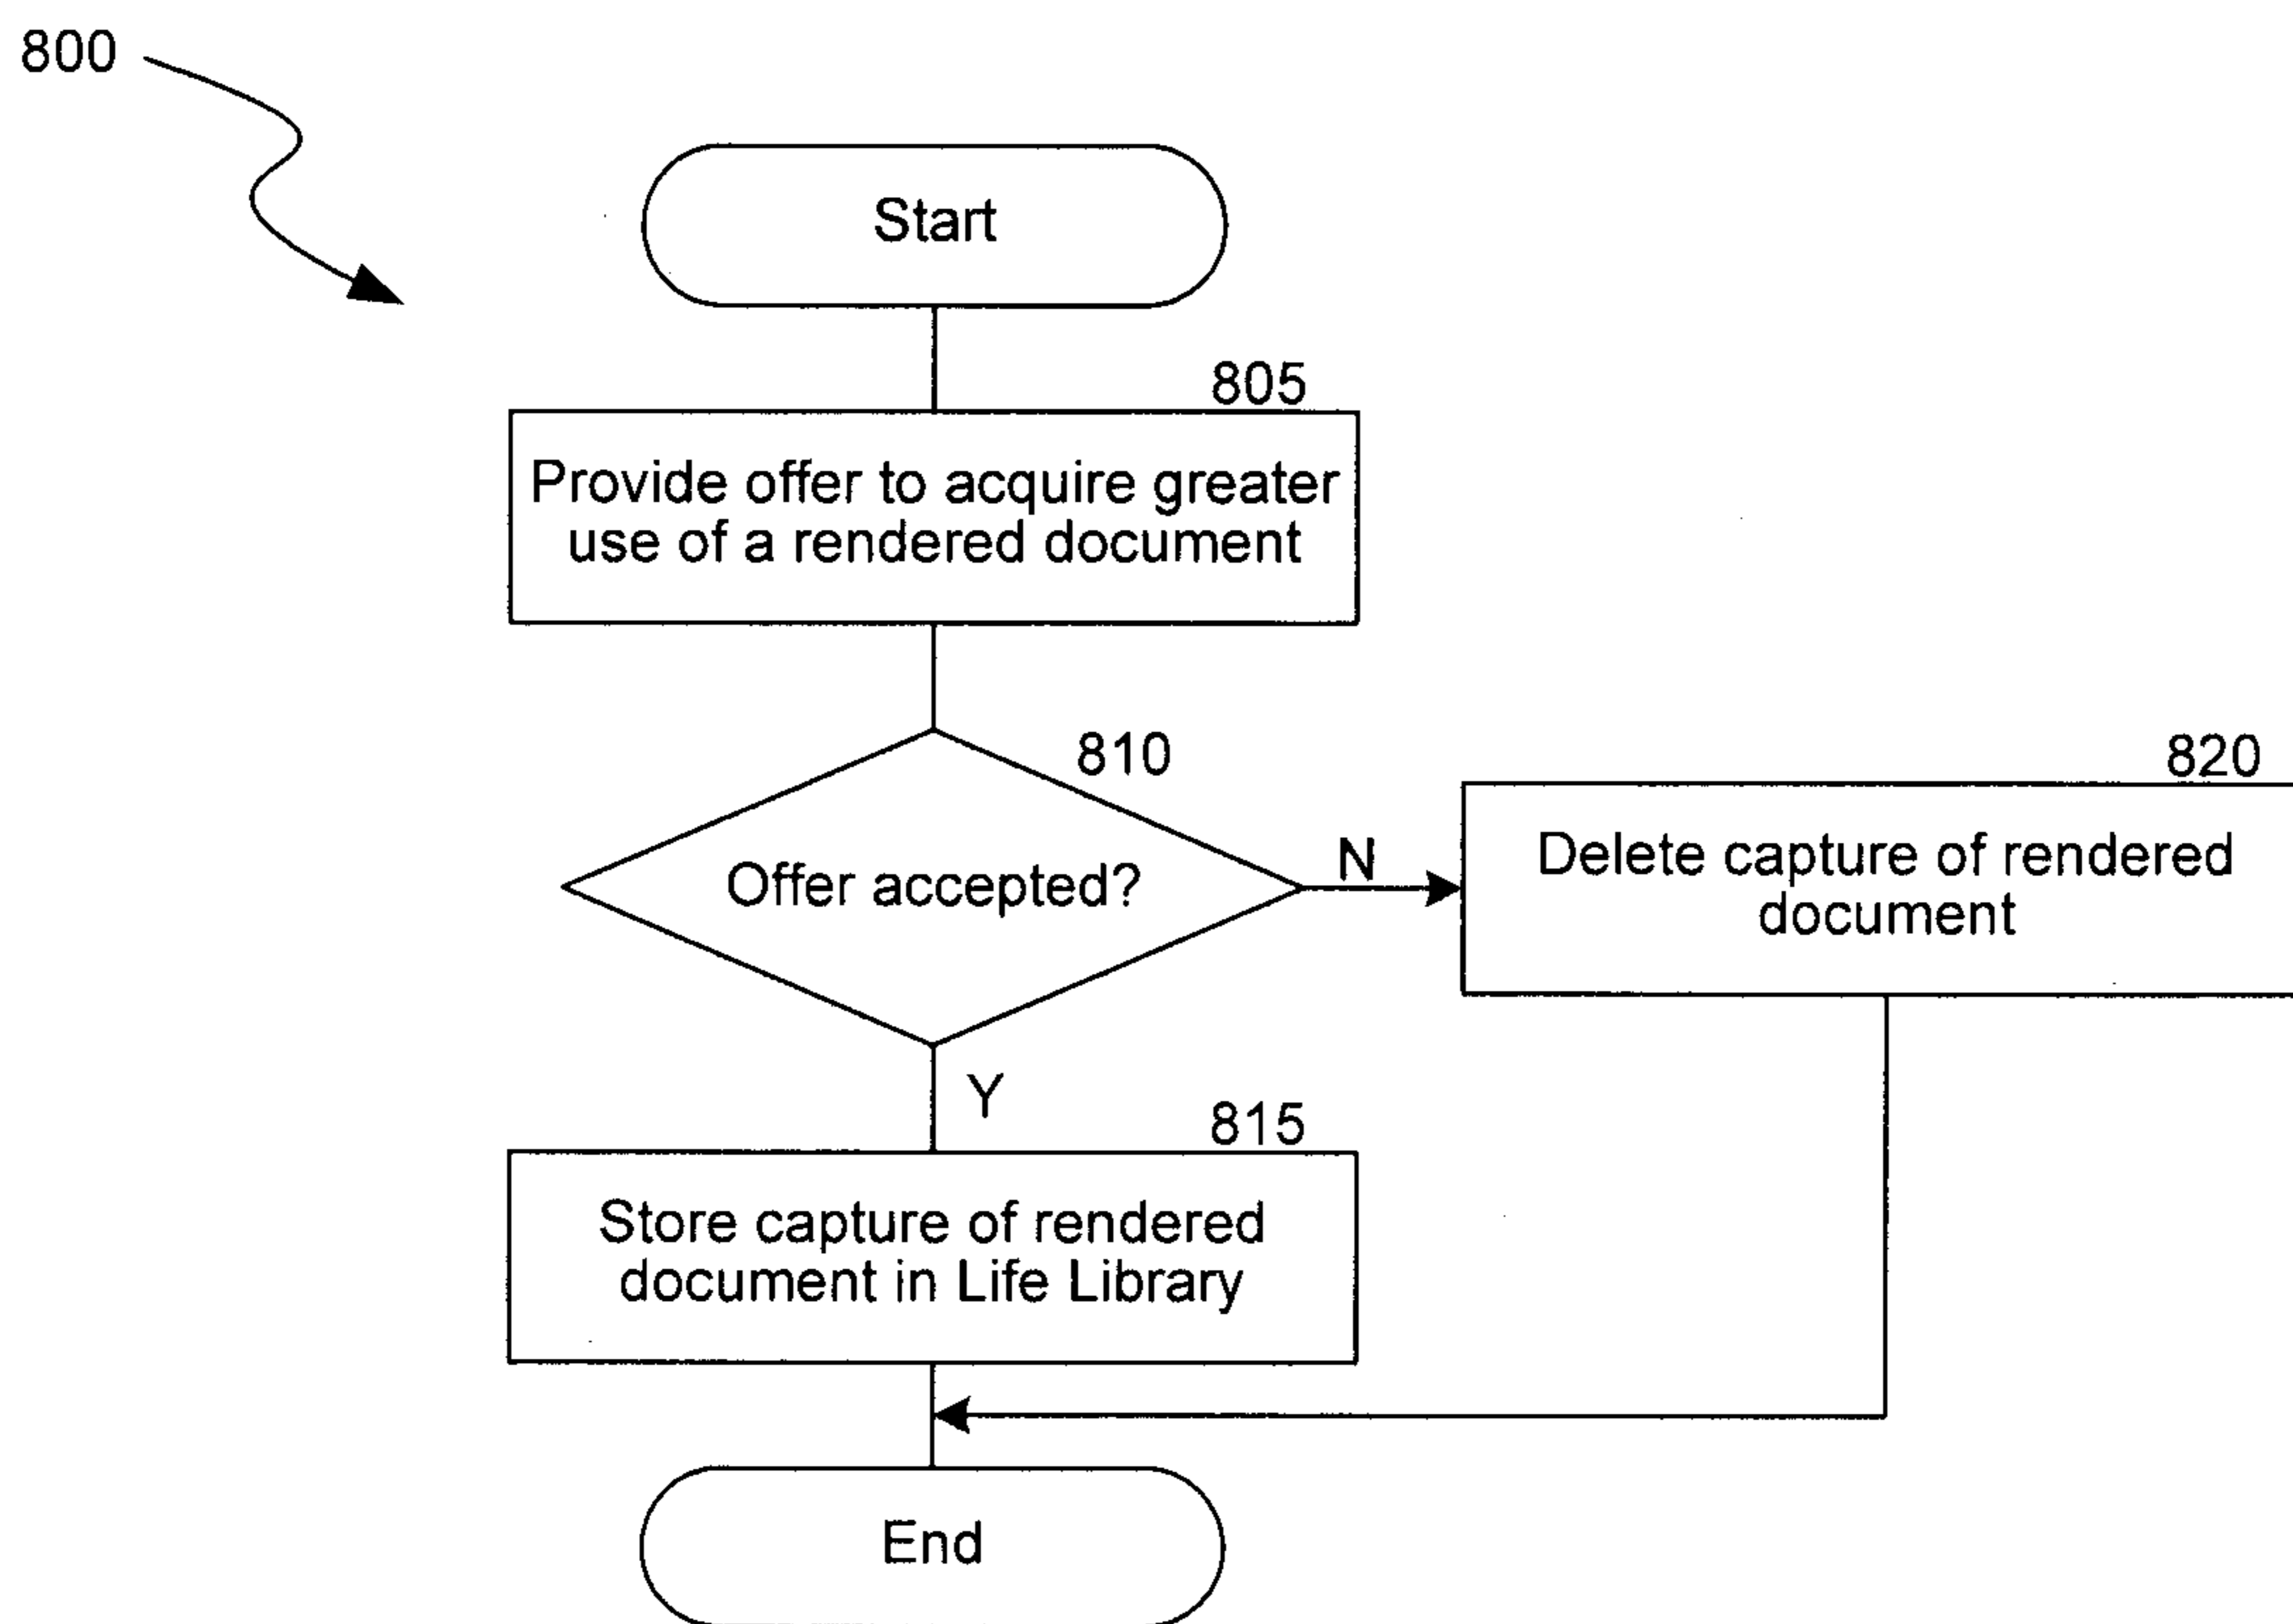 800
Start
805
Provide offer to acquire greater
use of a rendered document
810
Offer accepted?
N
820
Delete capture of rendered
document
Y
815
Store capture of rendered
document in Life Library
End